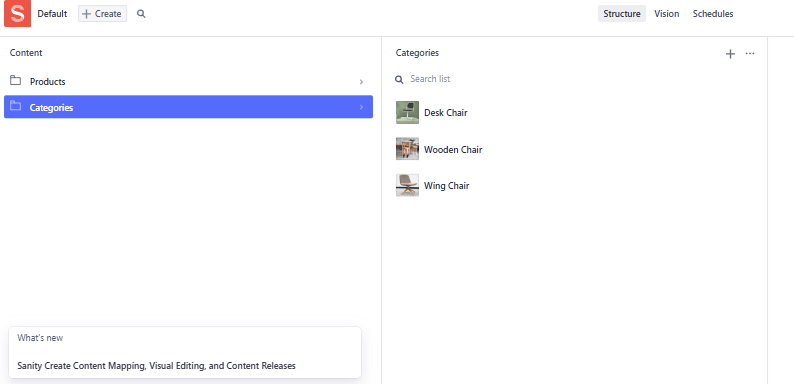 S Default + Create Structure Vision Schedules
Content
Products
Categories
Categories
Search list
Desk Chair
Wooden Chair
Wing Chair
What's new
Sanity Create Content Mapping, Visual Editing, and Content Releases